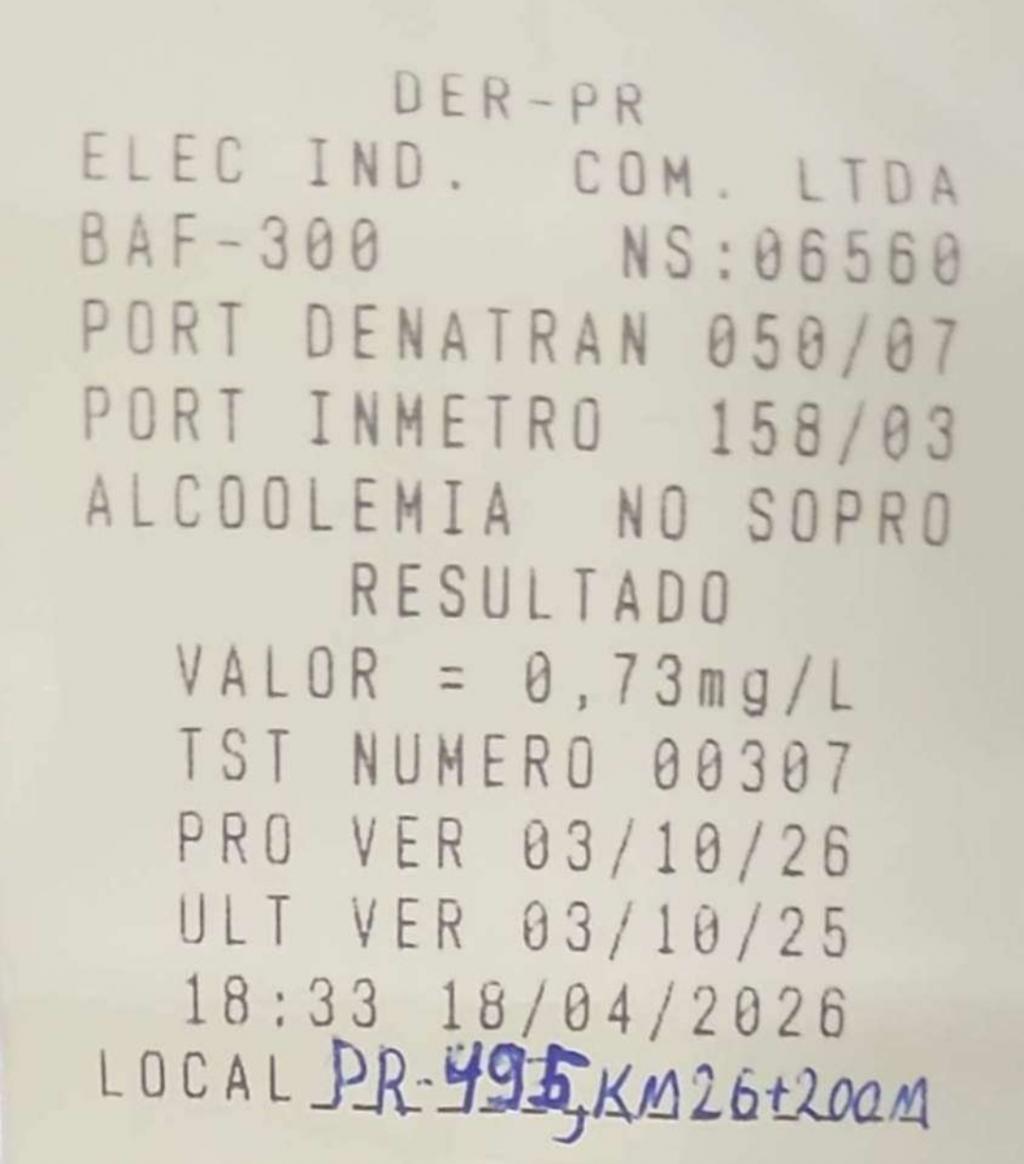 DER-PR
ELEC IND. COM. LTDA
BAF-300 NS:06560
PORT DENATRAN 050/07
PORT INMETRO 158/03
ALCOOLEMIA NO SOPRO
RESULTADO
VALOR = 0,73mg/L
TST NUMERO 00307
PRO VER 03/10/26
ULT VER 03/10/25
18:33 18/04/2026
LOCAL PR-495, KM26+200M